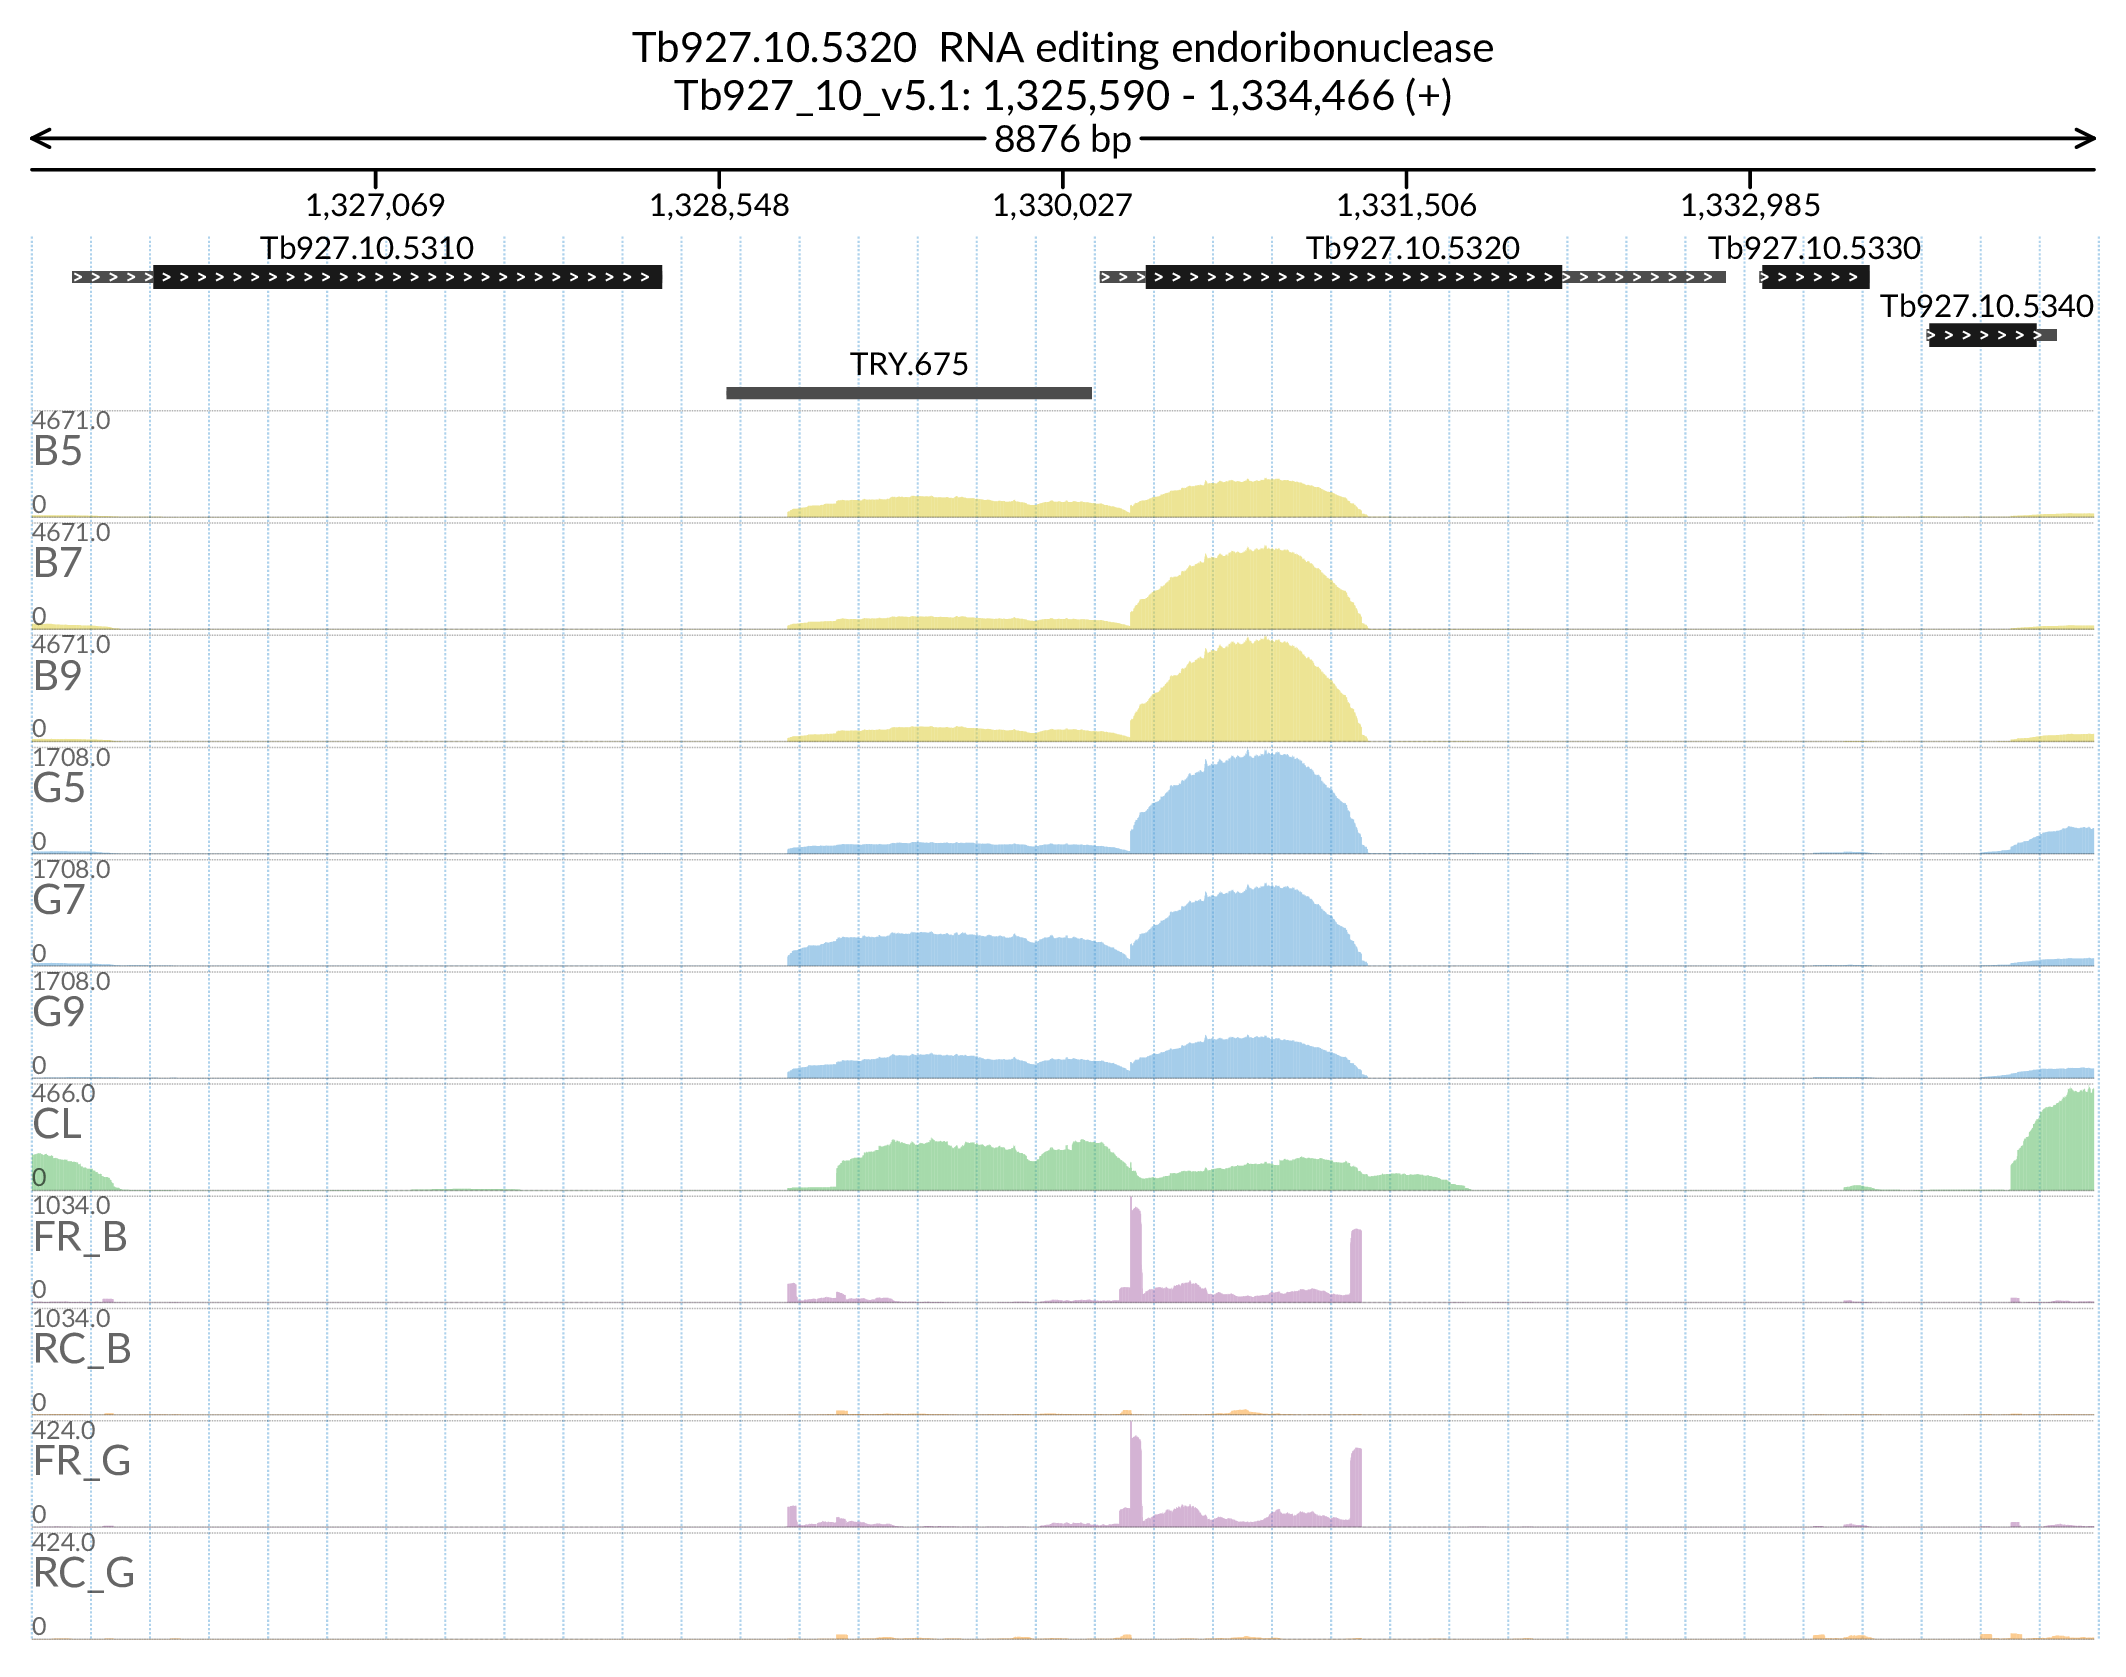 Tb927.10.5320  RNA editing endoribonuclease
Tb927_10_v5.1: 1,325,590 - 1,334,466 (+)
8876 bp
1,327,069 1,328,548 1,330,027 1,331,506 1,332,985
Tb927.10.5310 Tb927.10.5320 Tb927.10.5330
Tb927.10.5340
TRY.675
4671.0
B5
0
4671.0
B7
0
4671.0
B9
0
1708.0
G5
0
1708.0
G7
0
1708.0
G9
0
466.0
CL
0
1034.0
FR_B
0
1034.0
RC_B
0
424.0
FR_G
0
424.0
RC_G
0